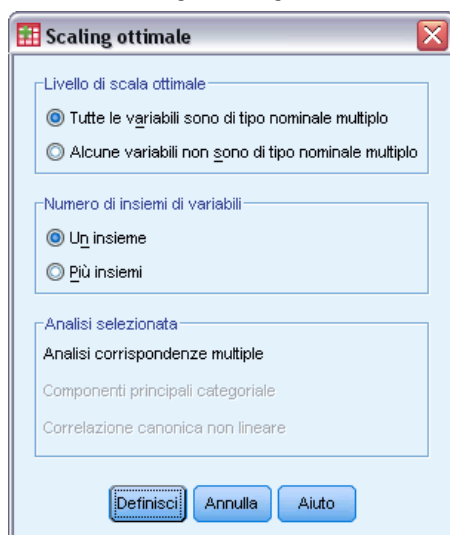 Scaling ottimale
Livello di scala ottimale
Tutte le variabili sono di tipo nominale multiplo
Alcune variabili non sono di tipo nominale multiplo
Numero di insiemi di variabili
Un insieme
Più insiemi
Analisi selezionata
Analisi corrispondenze multiple
Componenti principali categoriale
Correlazione canonica non lineare
Definisci Annulla Aiuto